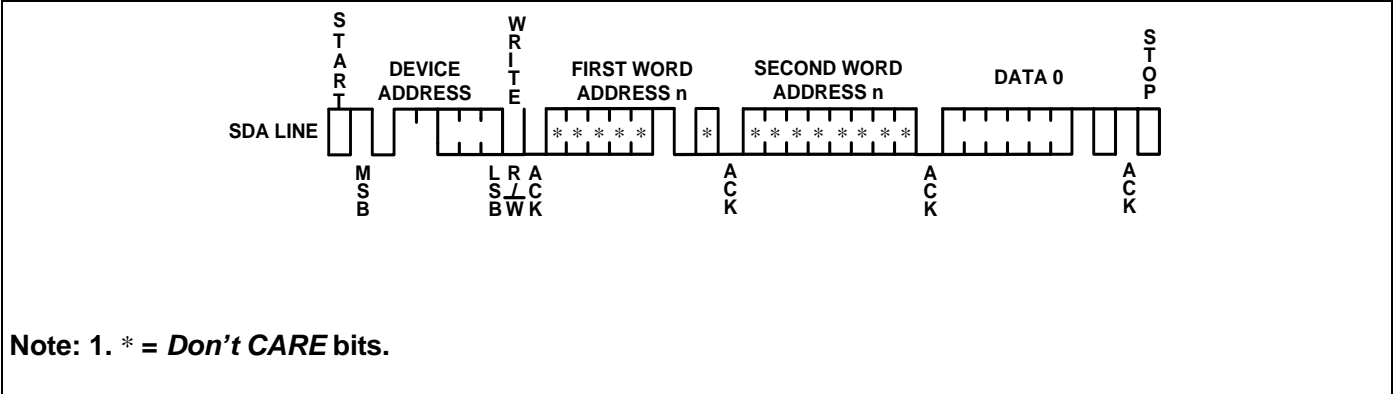 START
WRITE
STOP
DEVICE
ADDRESS
FIRST WORD
ADDRESS n
SECOND WORD
ADDRESS n
DATA 0
SDA LINE
* * * * *
*
* * * * * * * *
MSB
LSB
R/W
ACK
ACK
ACK
ACK
Note: 1. * = Don't CARE bits.